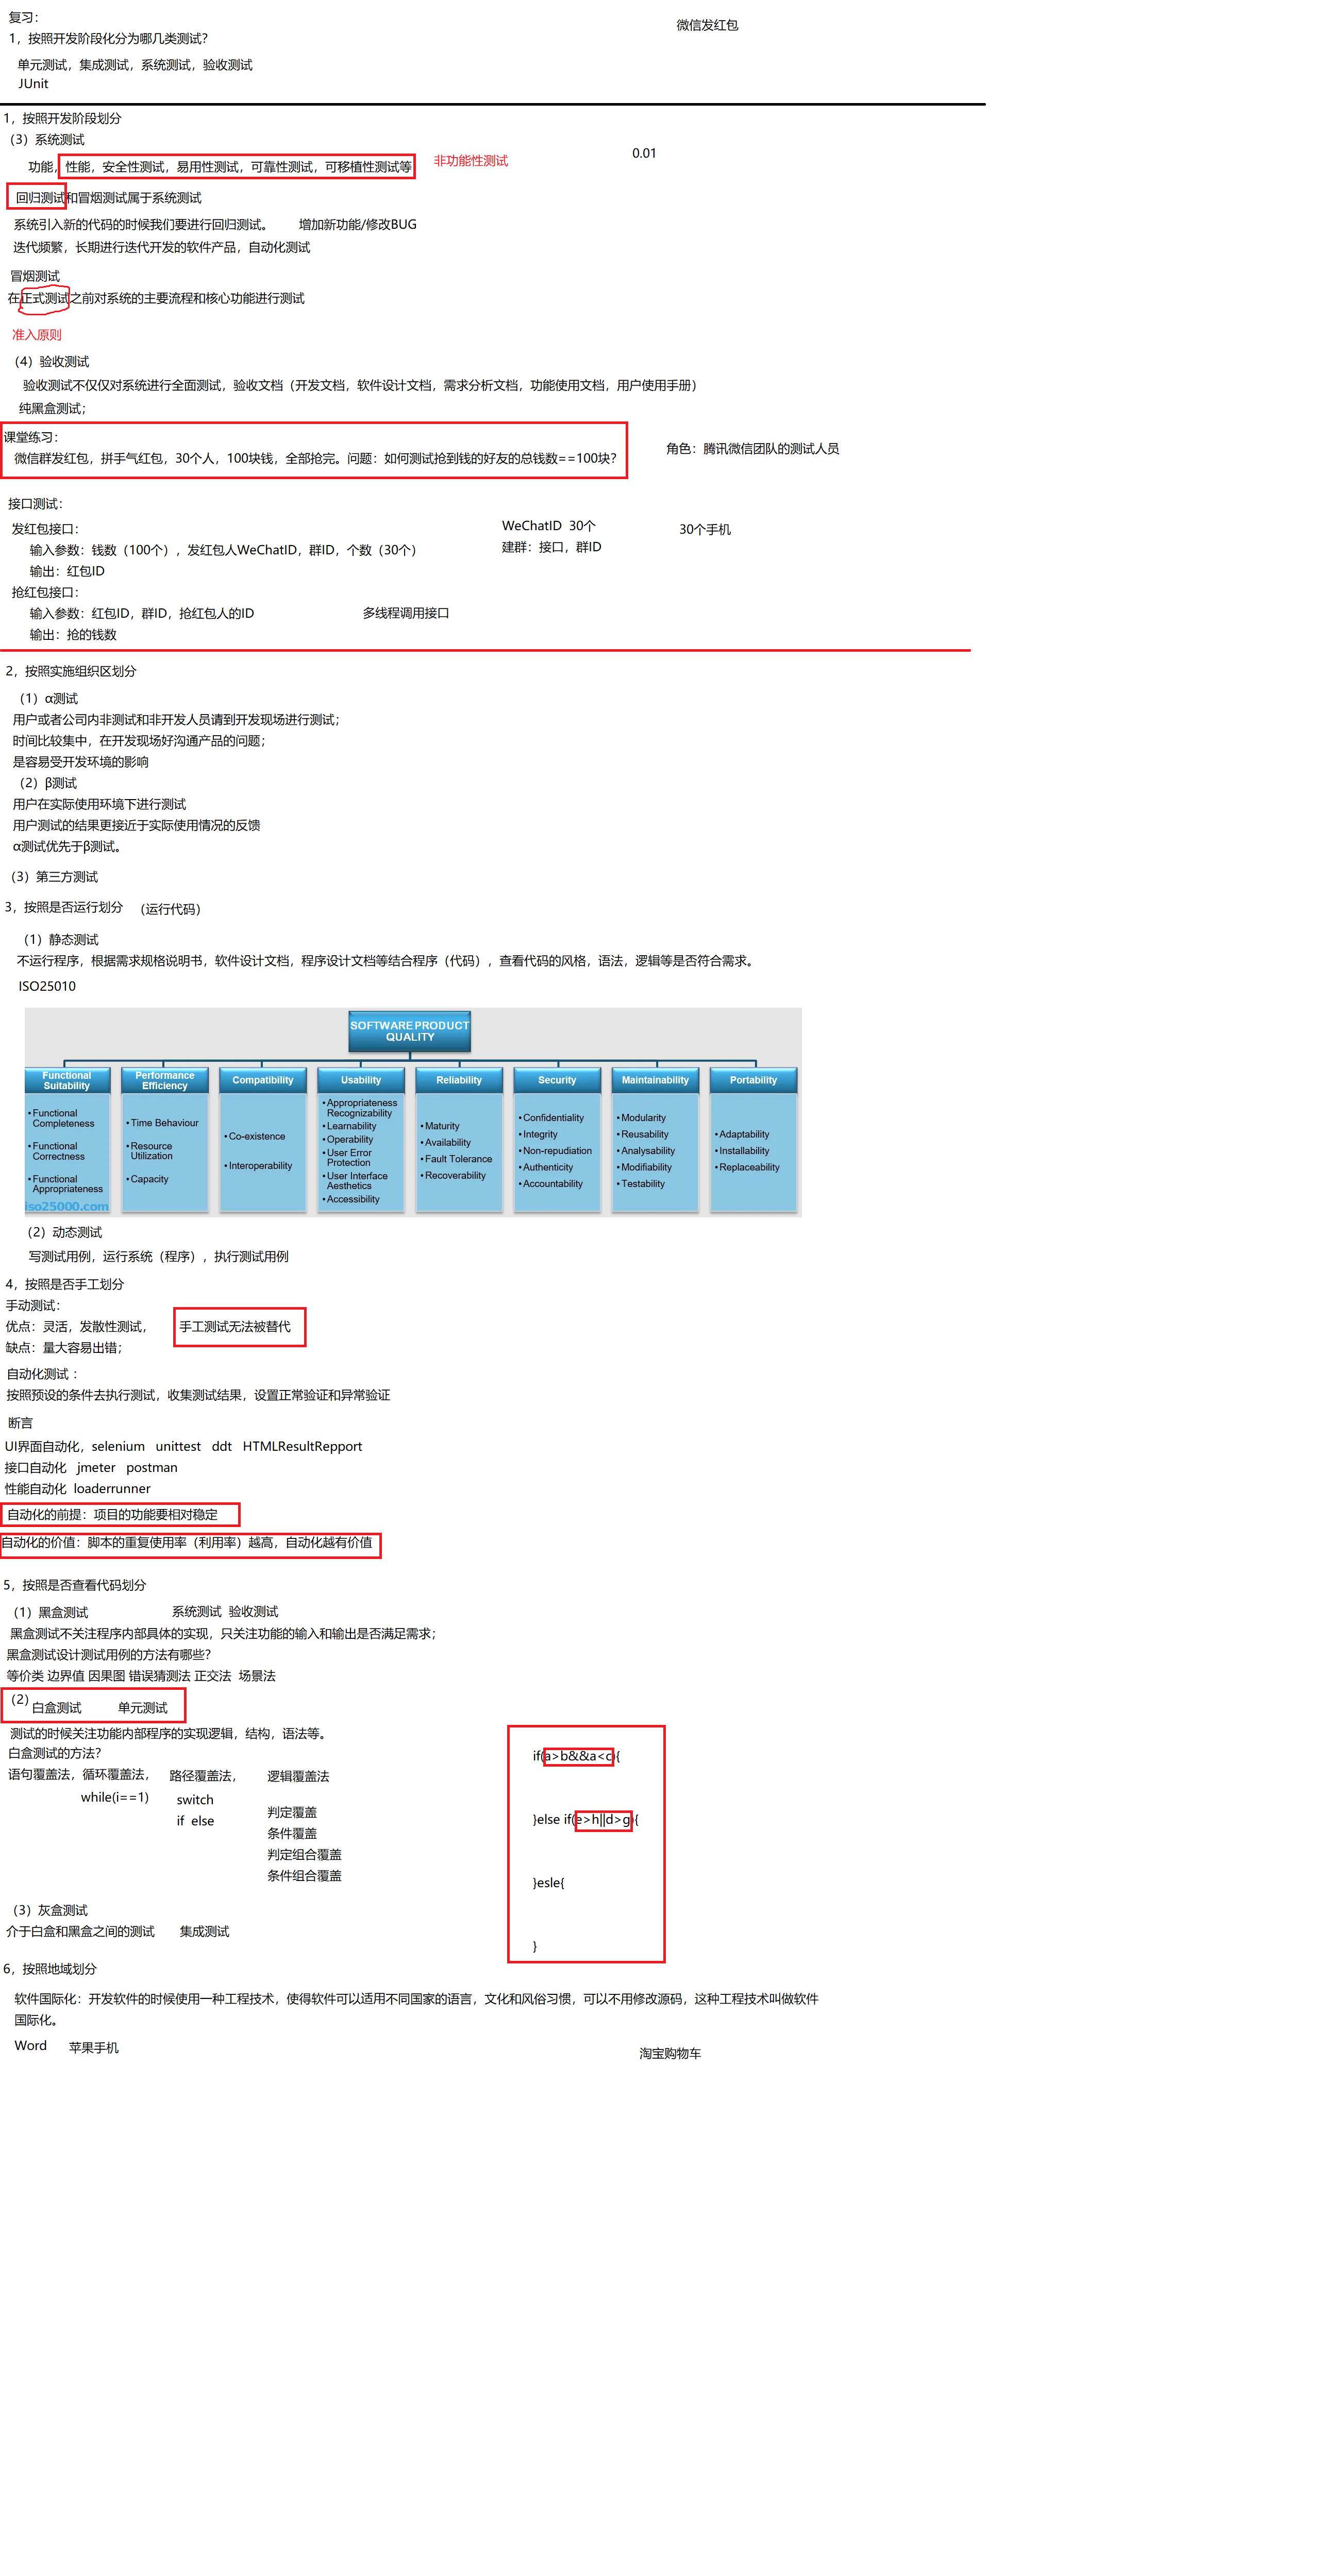 复习：
微信发红包
1，按照开发阶段化分为哪几类测试？
单元测试，集成测试，系统测试，验收测试
JUnit
1，按照开发阶段划分
（3）系统测试
功能，性能，安全性测试，易用性测试，可靠性测试，可移植性测试等
非功能性测试
0.01
回归测试和冒烟测试属于系统测试
系统引入新的代码的时候我们要进行回归测试。 增加新功能/修改BUG
迭代频繁，长期进行迭代开发的软件产品，自动化测试
冒烟测试
在正式测试之前对系统的主要流程和核心功能进行测试
准入原则
（4）验收测试
验收测试不仅仅对系统进行全面测试，验收文档（开发文档，软件设计文档，需求分析文档，功能使用文档，用户使用手册）
纯黑盒测试；
课堂练习：
微信群发红包，拼手气红包，30个人，100块钱，全部抢完。问题：如何测试抢到钱的好友的总钱数==100块？
角色：腾讯微信团队的测试人员
接口测试：
发红包接口：
WeChatID 30个
30个手机
输入参数：钱数（100个），发红包人WeChatID，群ID，个数（30个）
建群：接口，群ID
输出：红包ID
抢红包接口：
输入参数：红包ID，群ID，抢红包人的ID
多线程调用接口
输出：抢的钱数
2，按照实施组织区划分
（1）α测试
用户或者公司内非测试和非开发人员请到开发现场进行测试；
时间比较集中，在开发现场好沟通产品的问题；
是容易受开发环境的影响
（2）β测试
用户在实际使用环境下进行测试
用户测试的结果更接近于实际使用情况的反馈
α测试优先于β测试。
（3）第三方测试
3，按照是否运行划分 （运行代码）
（1）静态测试
不运行程序，根据需求规格说明书，软件设计文档，程序设计文档等结合程序（代码），查看代码的风格，语法，逻辑等是否符合需求。
ISO25010
SOFTWARE PRODUCT
QUALITY
Functional
Suitability
• Functional
Completeness
• Functional
Correctness
• Functional
Appropriateness
Performance
Efficiency
• Time Behaviour
• Resource
Utilization
• Capacity
Compatibility
• Co-existence
• Interoperability
Usability
• Appropriateness
Recognizability
• Learnability
• Operability
• User Error
Protection
• User Interface
Aesthetics
• Accessibility
Reliability
• Maturity
• Availability
• Fault Tolerance
• Recoverability
Security
• Confidentiality
• Integrity
• Non-repudiation
• Authenticity
• Accountability
Maintainability
• Modularity
• Reusability
• Analysability
• Modifiability
• Testability
Portability
• Adaptability
• Installability
• Replaceability
iso25000.com
（2）动态测试
写测试用例，运行系统（程序），执行测试用例
4，按照是否手工划分
手动测试：
优点：灵活，发散性测试， 手工测试无法被替代
缺点：量大容易出错；
自动化测试：
按照预设的条件去执行测试，收集测试结果，设置正常验证和异常验证
断言
UI界面自动化，selenium unittest ddt HTMLResultRepport
接口自动化 jmeter postman
性能自动化 loaderrunner
自动化的前提：项目的功能要相对稳定
自动化的价值：脚本的重复使用率（利用率）越高，自动化越有价值
5，按照是否查看代码划分
（1）黑盒测试 系统测试 验收测试
黑盒测试不关注程序内部具体的实现，只关注功能的输入和输出是否满足需求；
黑盒测试设计测试用例的方法有哪些？
等价类 边界值 因果图 错误猜测法 正交法 场景法
（2）白盒测试 单元测试
测试的时候关注功能内部程序的实现逻辑，结构，语法等。
白盒测试的方法？
语句覆盖法，循环覆盖法， 路径覆盖法， 逻辑覆盖法
while(i==1)
switch
if else
判定覆盖
条件覆盖
判定组合覆盖
条件组合覆盖
if(a>b&&a<c){
}else if(e>h||d>g){
}esle{
}
（3）灰盒测试
介于白盒和黑盒之间的测试 集成测试
6，按照地域划分
软件国际化：开发软件的时候使用一种工程技术，使得软件可以适用不同国家的语言，文化和风俗习惯，可以不用修改源码，这种工程技术叫做软件
国际化。
Word 苹果手机
淘宝购物车